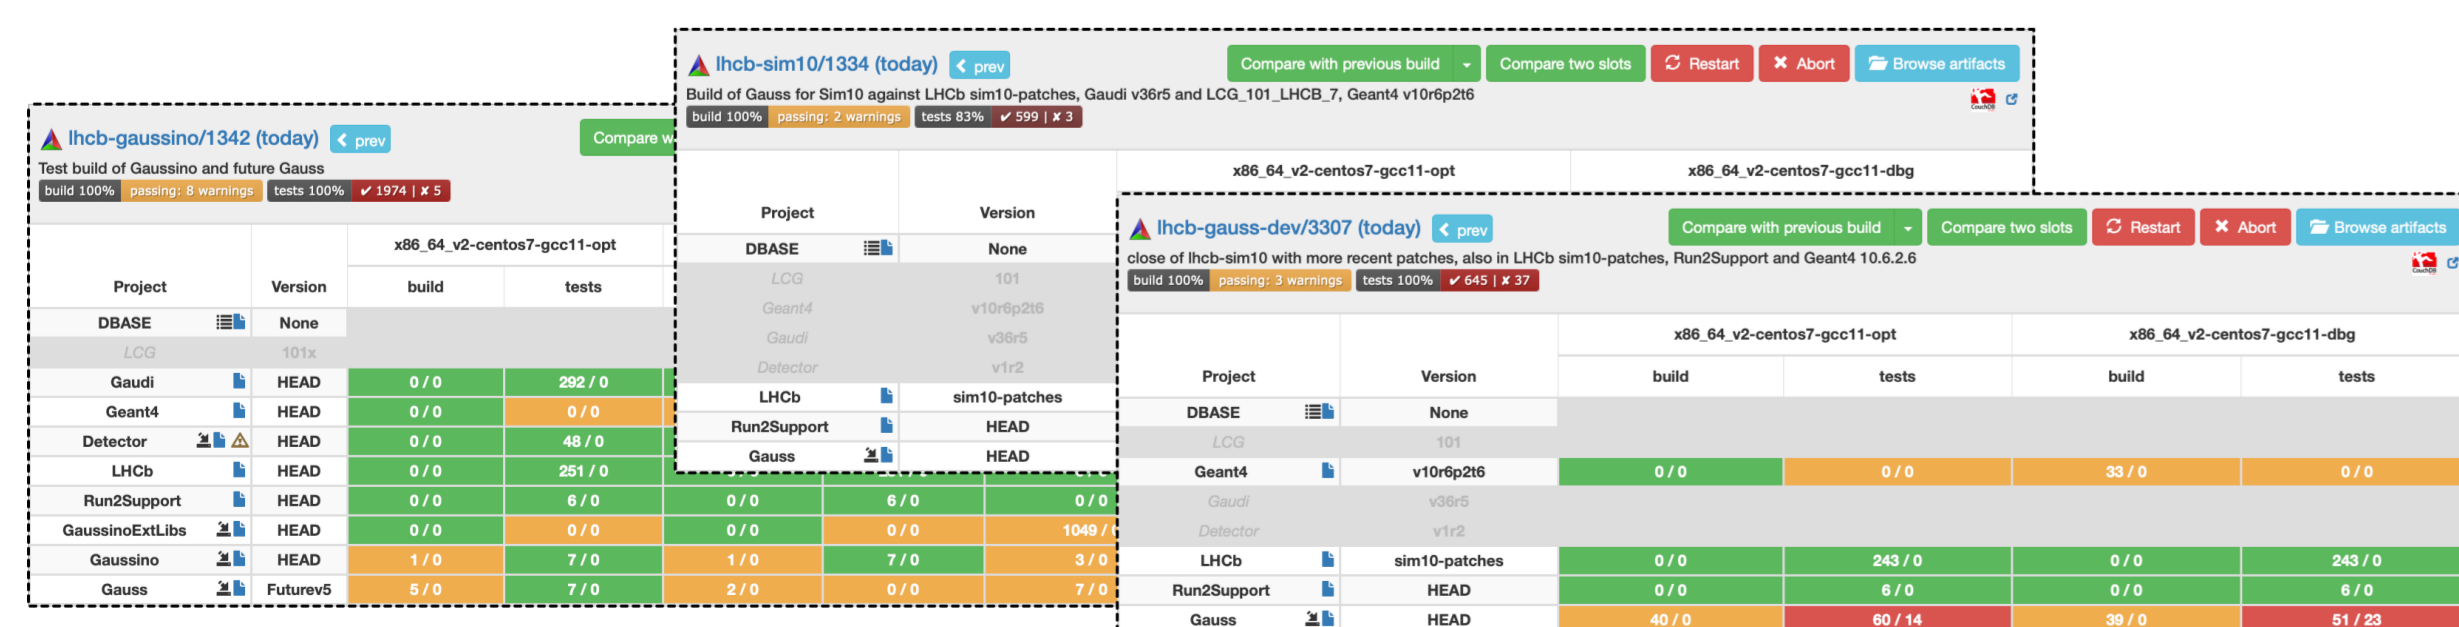 lhcb-gaussino/1342 (today) prev Compare w
Test build of Gaussino and future Gauss
build 100% passing: 8 warnings tests 100% ✔ 1974 | ✘ 5
x86_64_v2-centos7-gcc11-opt
Project Version build tests
DBASE None
LCG 101x
Gaudi HEAD 0 / 0 292 / 0
Geant4 HEAD 0 / 0 0 / 0
Detector HEAD 0 / 0 48 / 0
LHCb HEAD 0 / 0 251 / 0
Run2Support HEAD 0 / 0 6 / 0 0 / 0 6 / 0 0 / 0
GaussinoExtLibs HEAD 0 / 0 0 / 0 0 / 0 0 / 0 1049 /
Gaussino HEAD 1 / 0 7 / 0 1 / 0 7 / 0 3 / 0
Gauss Futurev5 5 / 0 7 / 0 2 / 0 0 / 0 7 / 0
lhcb-sim10/1334 (today) prev Compare with previous build Compare two slots Restart Abort Browse artifacts
Build of Gauss for Sim10 against LHCb sim10-patches, Gaudi v36r5 and LCG_101_LHCB_7, Geant4 v10r6p2t6
CouchDB
build 100% passing: 2 warnings tests 83% ✔ 599 | ✘ 3
x86_64_v2-centos7-gcc11-opt x86_64_v2-centos7-gcc11-dbg
Project Version
DBASE None
LCG 101
Geant4 v10r6p2t6
Gaudi v36r5
Detector v1r2
LHCb sim10-patches
Run2Support HEAD
Gauss HEAD
lhcb-gauss-dev/3307 (today) prev Compare with previous build Compare two slots Restart Abort Browse artifacts
close of lhcb-sim10 with more recent patches, also in LHCb sim10-patches, Run2Support and Geant4 10.6.2.6
CouchDB
build 100% passing: 3 warnings tests 100% ✔ 645 | ✘ 37
x86_64_v2-centos7-gcc11-opt x86_64_v2-centos7-gcc11-dbg
Project Version build tests build tests
DBASE None
LCG 101
Geant4 v10r6p2t6 0 / 0 0 / 0 33 / 0 0 / 0
Gaudi v36r5
Detector v1r2
LHCb sim10-patches 0 / 0 243 / 0 0 / 0 243 / 0
Run2Support HEAD 0 / 0 6 / 0 0 / 0 6 / 0
Gauss HEAD 40 / 0 60 / 14 39 / 0 51 / 23